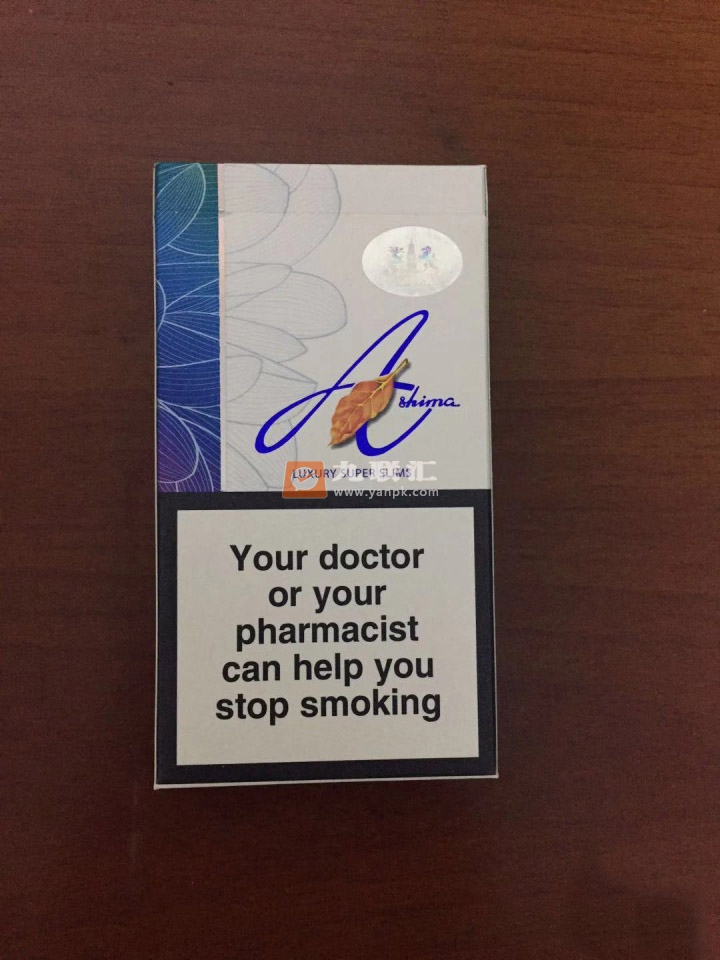 Ashima
LUXURY SUPER SLIMS
www.yanpk.com
Your doctor
or your
pharmacist
can help you
stop smoking